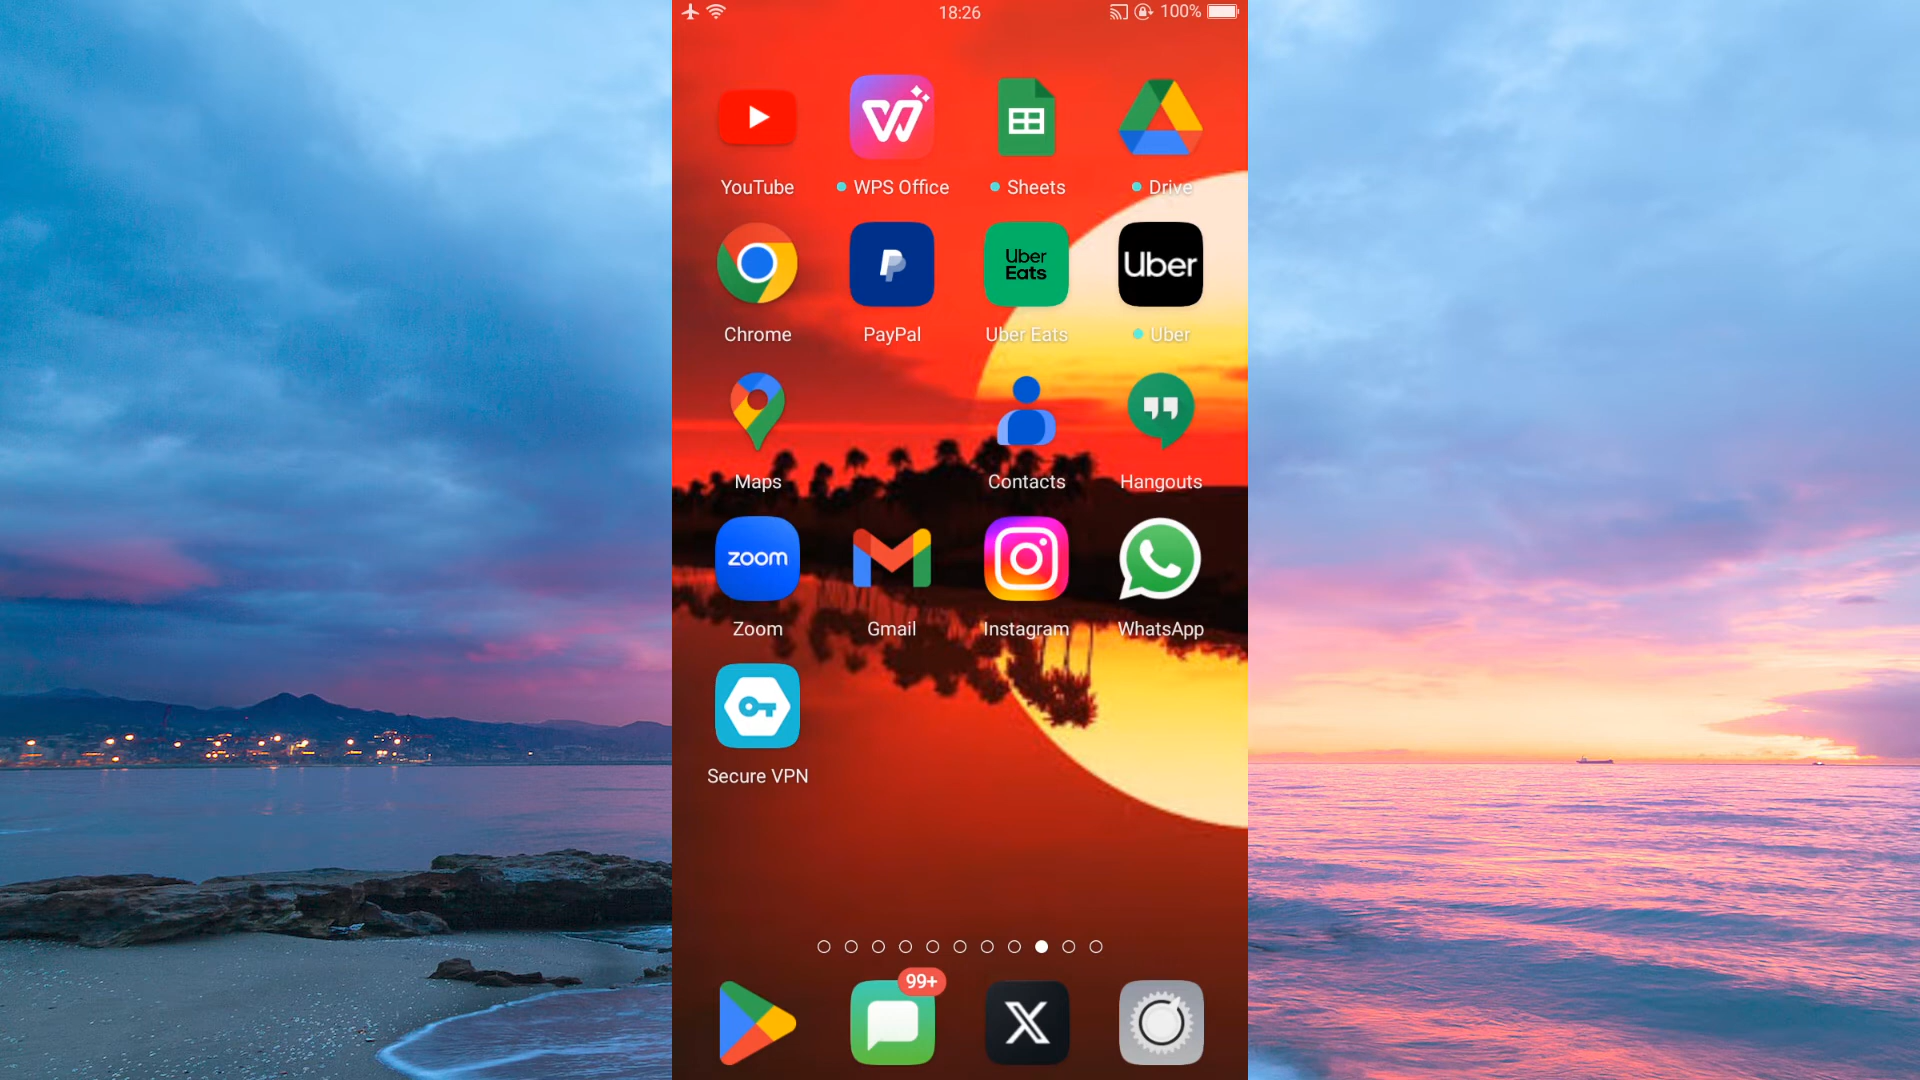 18:26
100%
YouTube
WPS Office
Sheets
Drive
Uber Eats
Uber
Chrome
PayPal
Uber Eats
Uber
Maps
Contacts
Hangouts
zoom
Zoom
Gmail
Instagram
WhatsApp
Secure VPN
99+